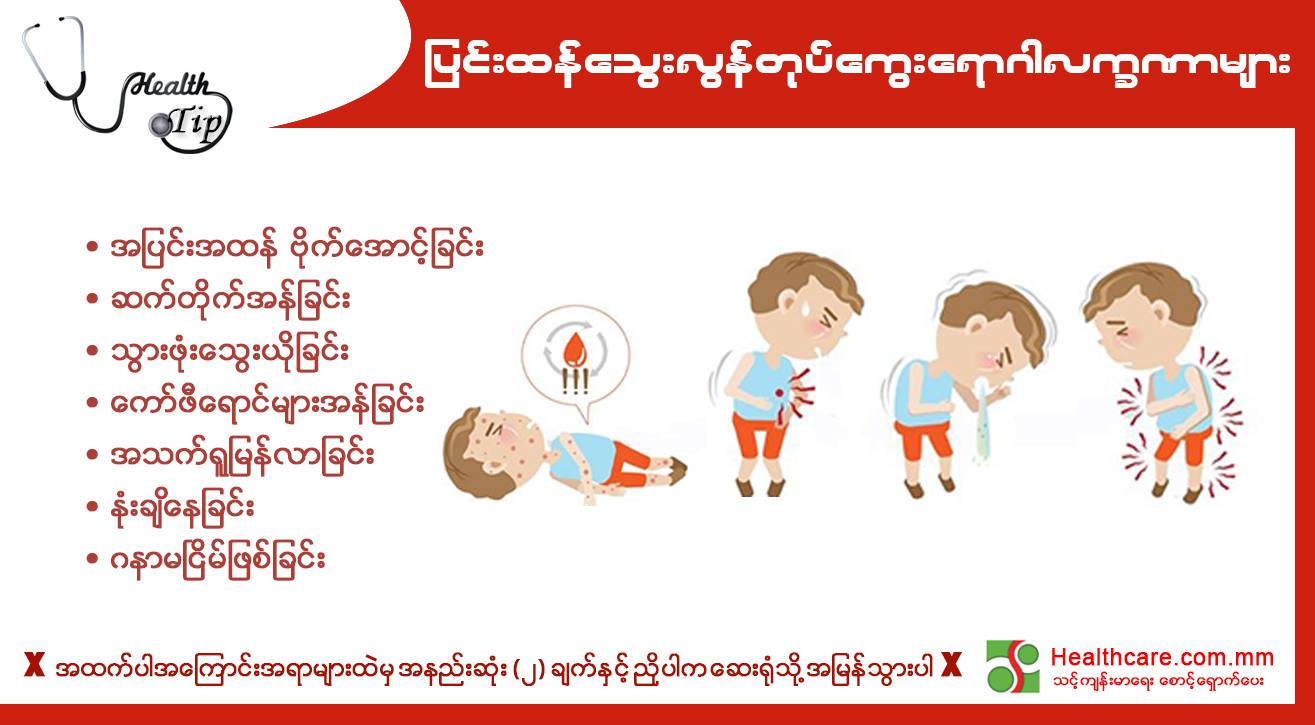 Health
Tip
ပြင်းထန်သွေးလွန်တုပ်ကွေးရောဂါလက္ခဏာများ
• အပြင်းအထန် ဗိုက်အောင့်ခြင်း
• ဆက်တိုက်အန်ခြင်း
• သွားဖုံးသွေးယိုခြင်း
• ကော်ဖီရောင်များအန်ခြင်း
• အသက်ရှူမြန်လာခြင်း
• နုံးချိနေခြင်း
• ဂနာမငြိမ်ဖြစ်ခြင်း
X အထက်ပါအကြောင်းအရာများထဲမှ အနည်းဆုံး (၂) ချက်နှင့် ညီပါက ဆေးရုံသို့ အမြန်သွားပါ X
Healthcare.com.mm
သင့်ကျန်းမာရေး စောင့်ရှောက်ပေး